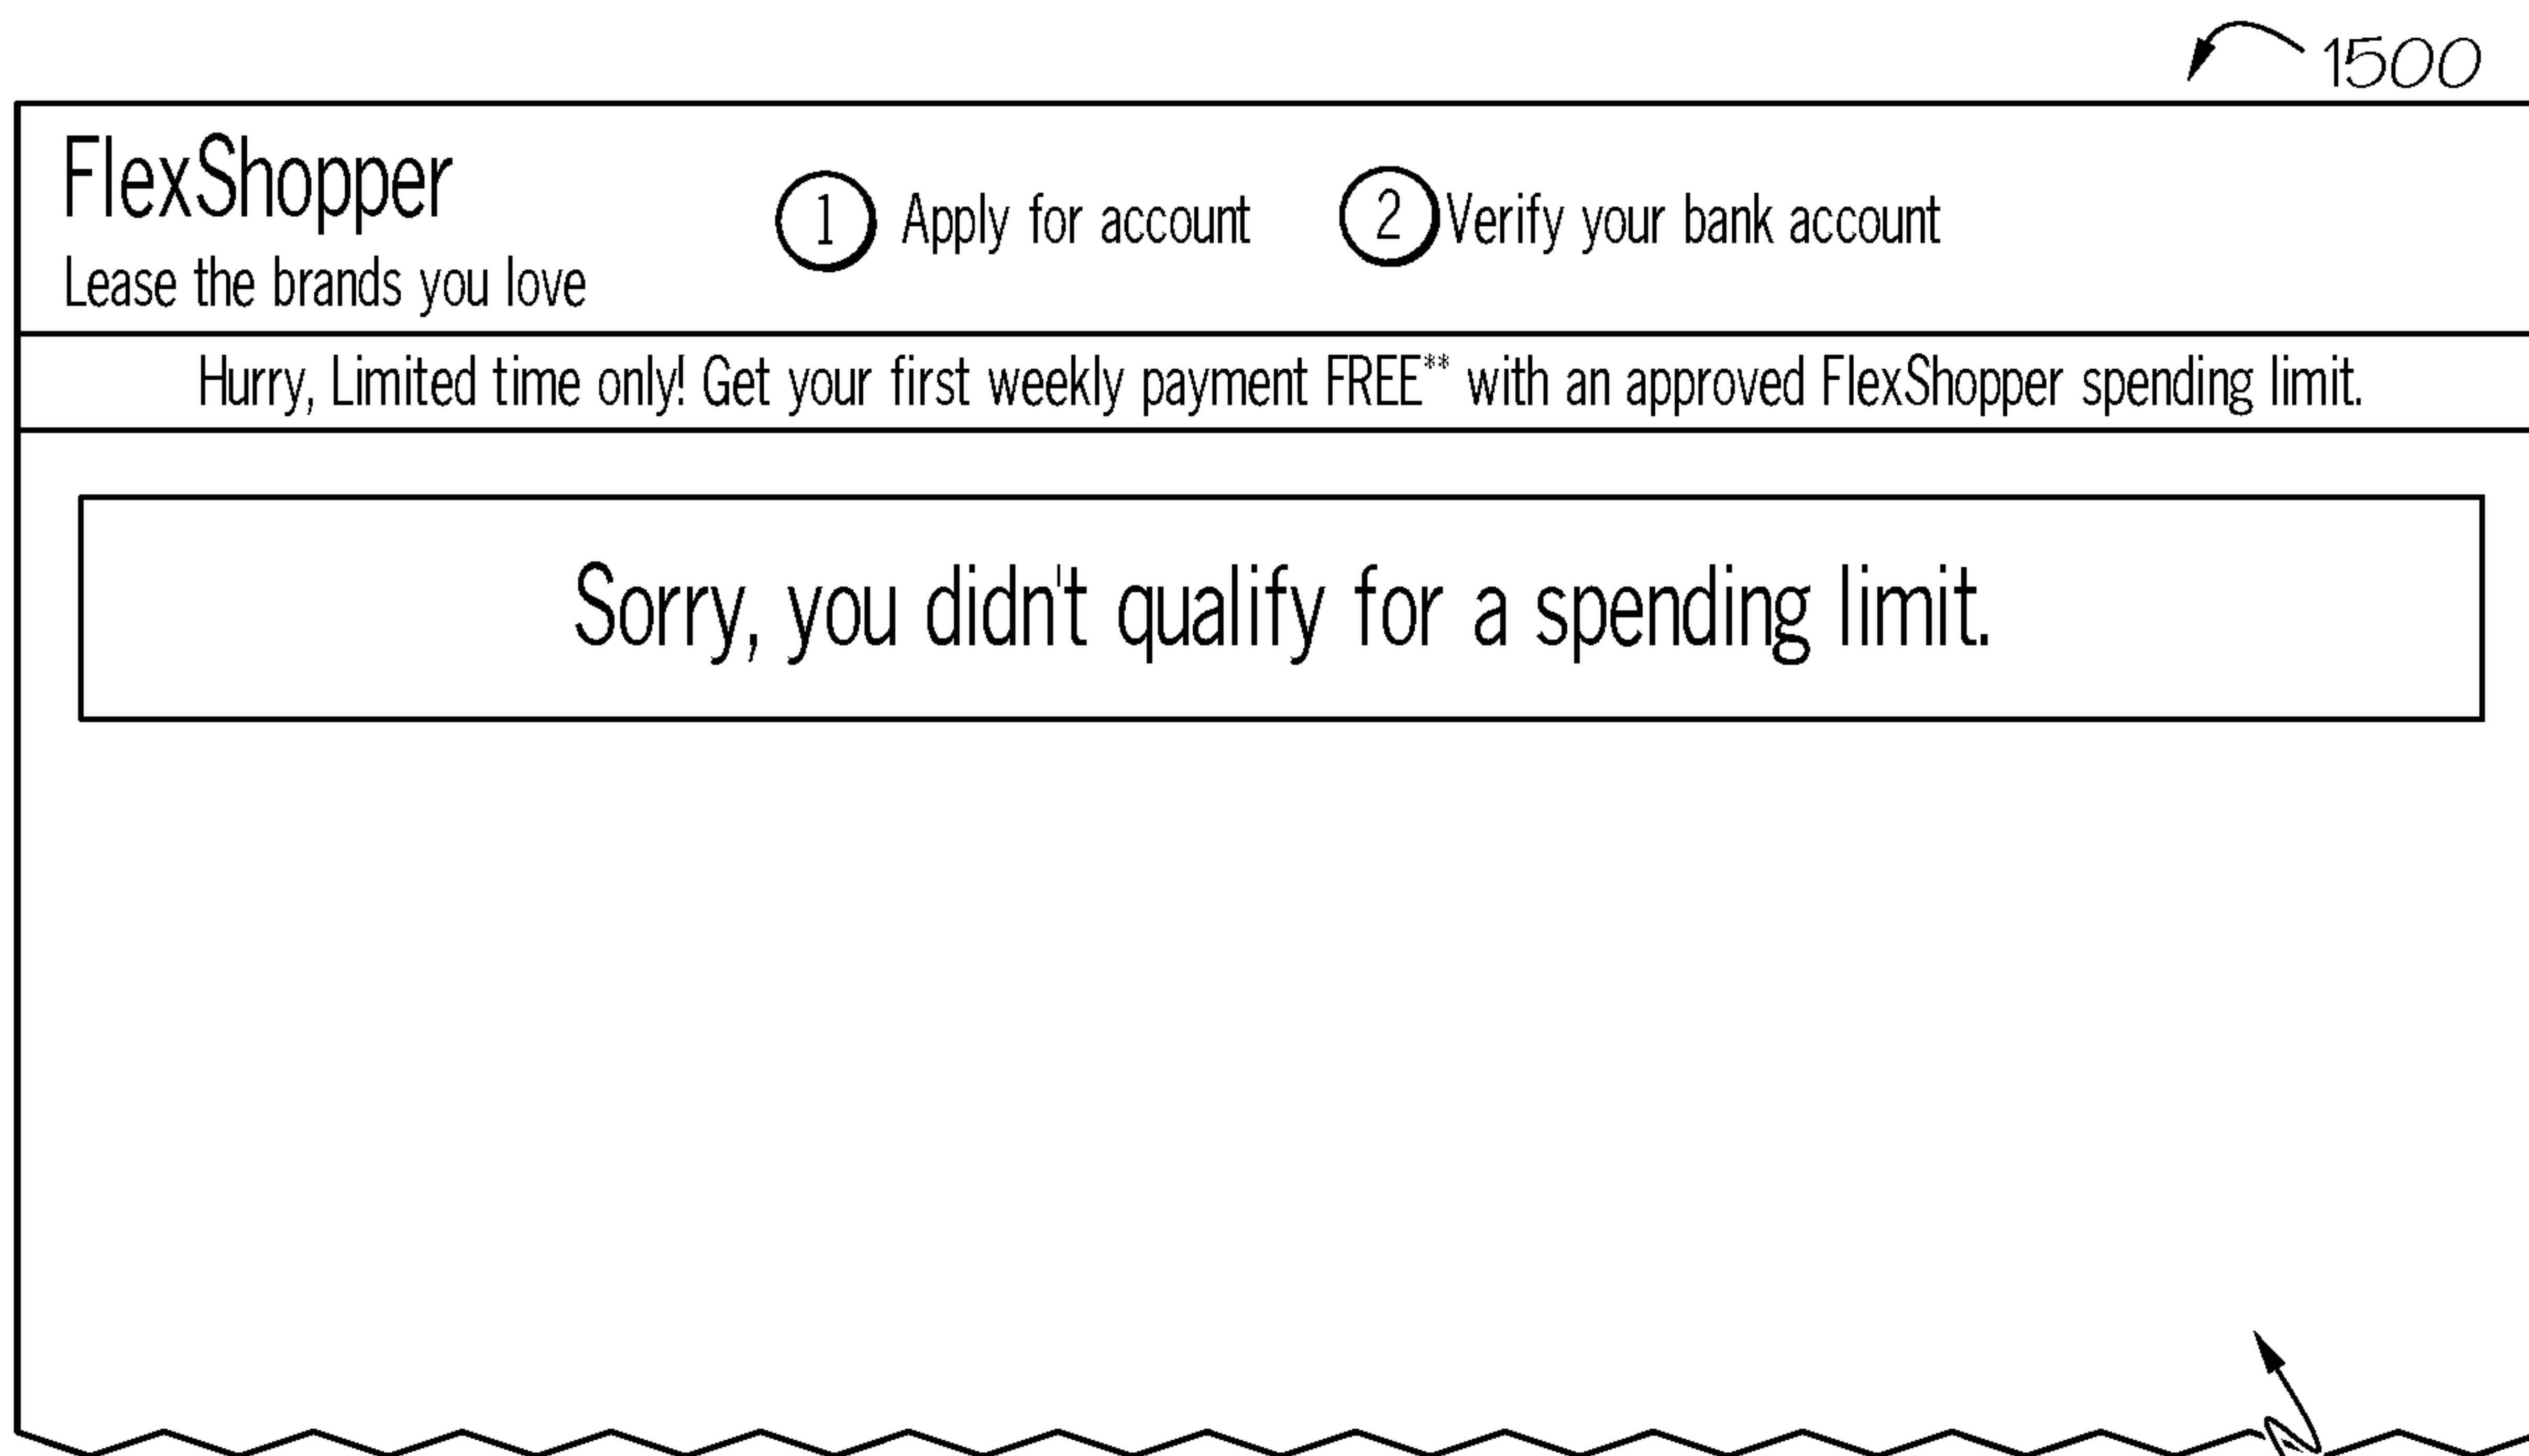 1500
FlexShopper
Lease the brands you love
1 Apply for account 2 Verify your bank account
Hurry, Limited time only! Get your first weekly payment FREE** with an approved FlexShopper spending limit.
Sorry, you didn't qualify for a spending limit.